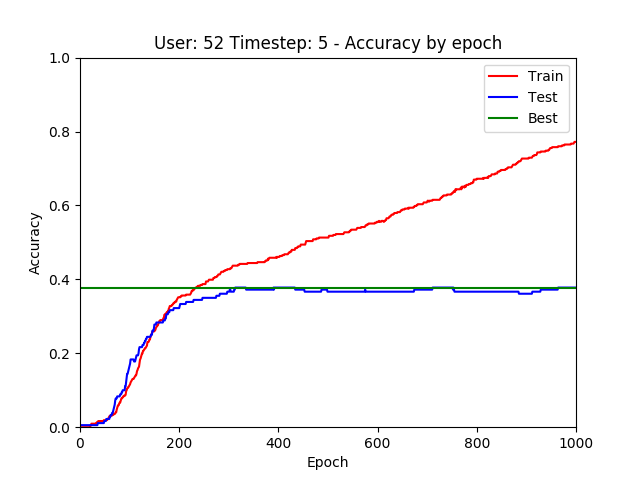 User: 52 Timestep: 5 - Accuracy by epoch
1.0
0.8
0.6
0.4
0.2
0.0
Accuracy
Train
Test
Best
0 200 400 600 800 1000
Epoch